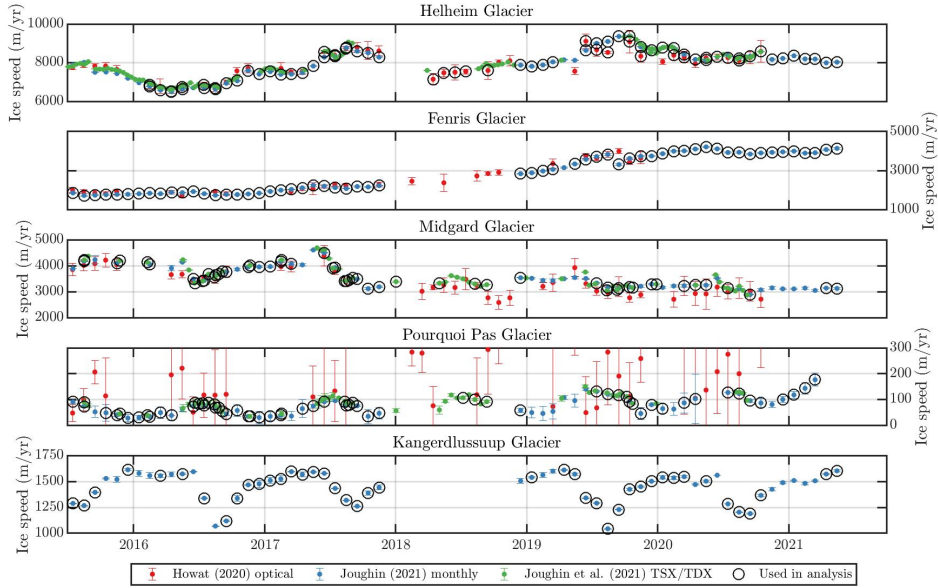 Helheim Glacier
Ice speed (m/yr)
10000
8000
6000
Fenris Glacier
Ice speed (m/yr)
5000
3000
1000
Midgard Glacier
Ice speed (m/yr)
5000
4000
3000
2000
Pourquoi Pas Glacier
Ice speed (m/yr)
300
200
100
0
Kangerdlussuup Glacier
Ice speed (m/yr)
1750
1500
1250
1000
2016 2017 2018 2019 2020 2021
Howat (2020) optical Joughin (2021) monthly Joughin et al. (2021) TSX/TDX Used in analysis